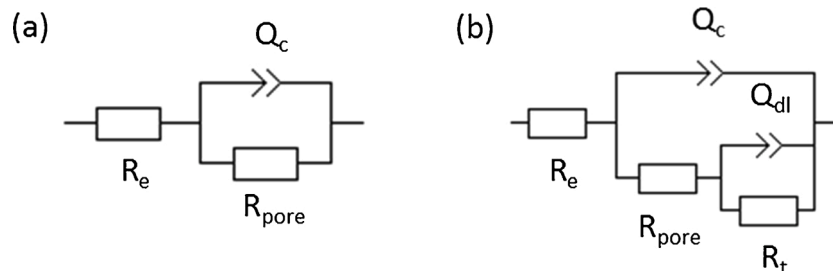 (a)
Q_c
R_e
R_pore
(b)
Q_c
Q_dl
R_e
R_pore
R_t